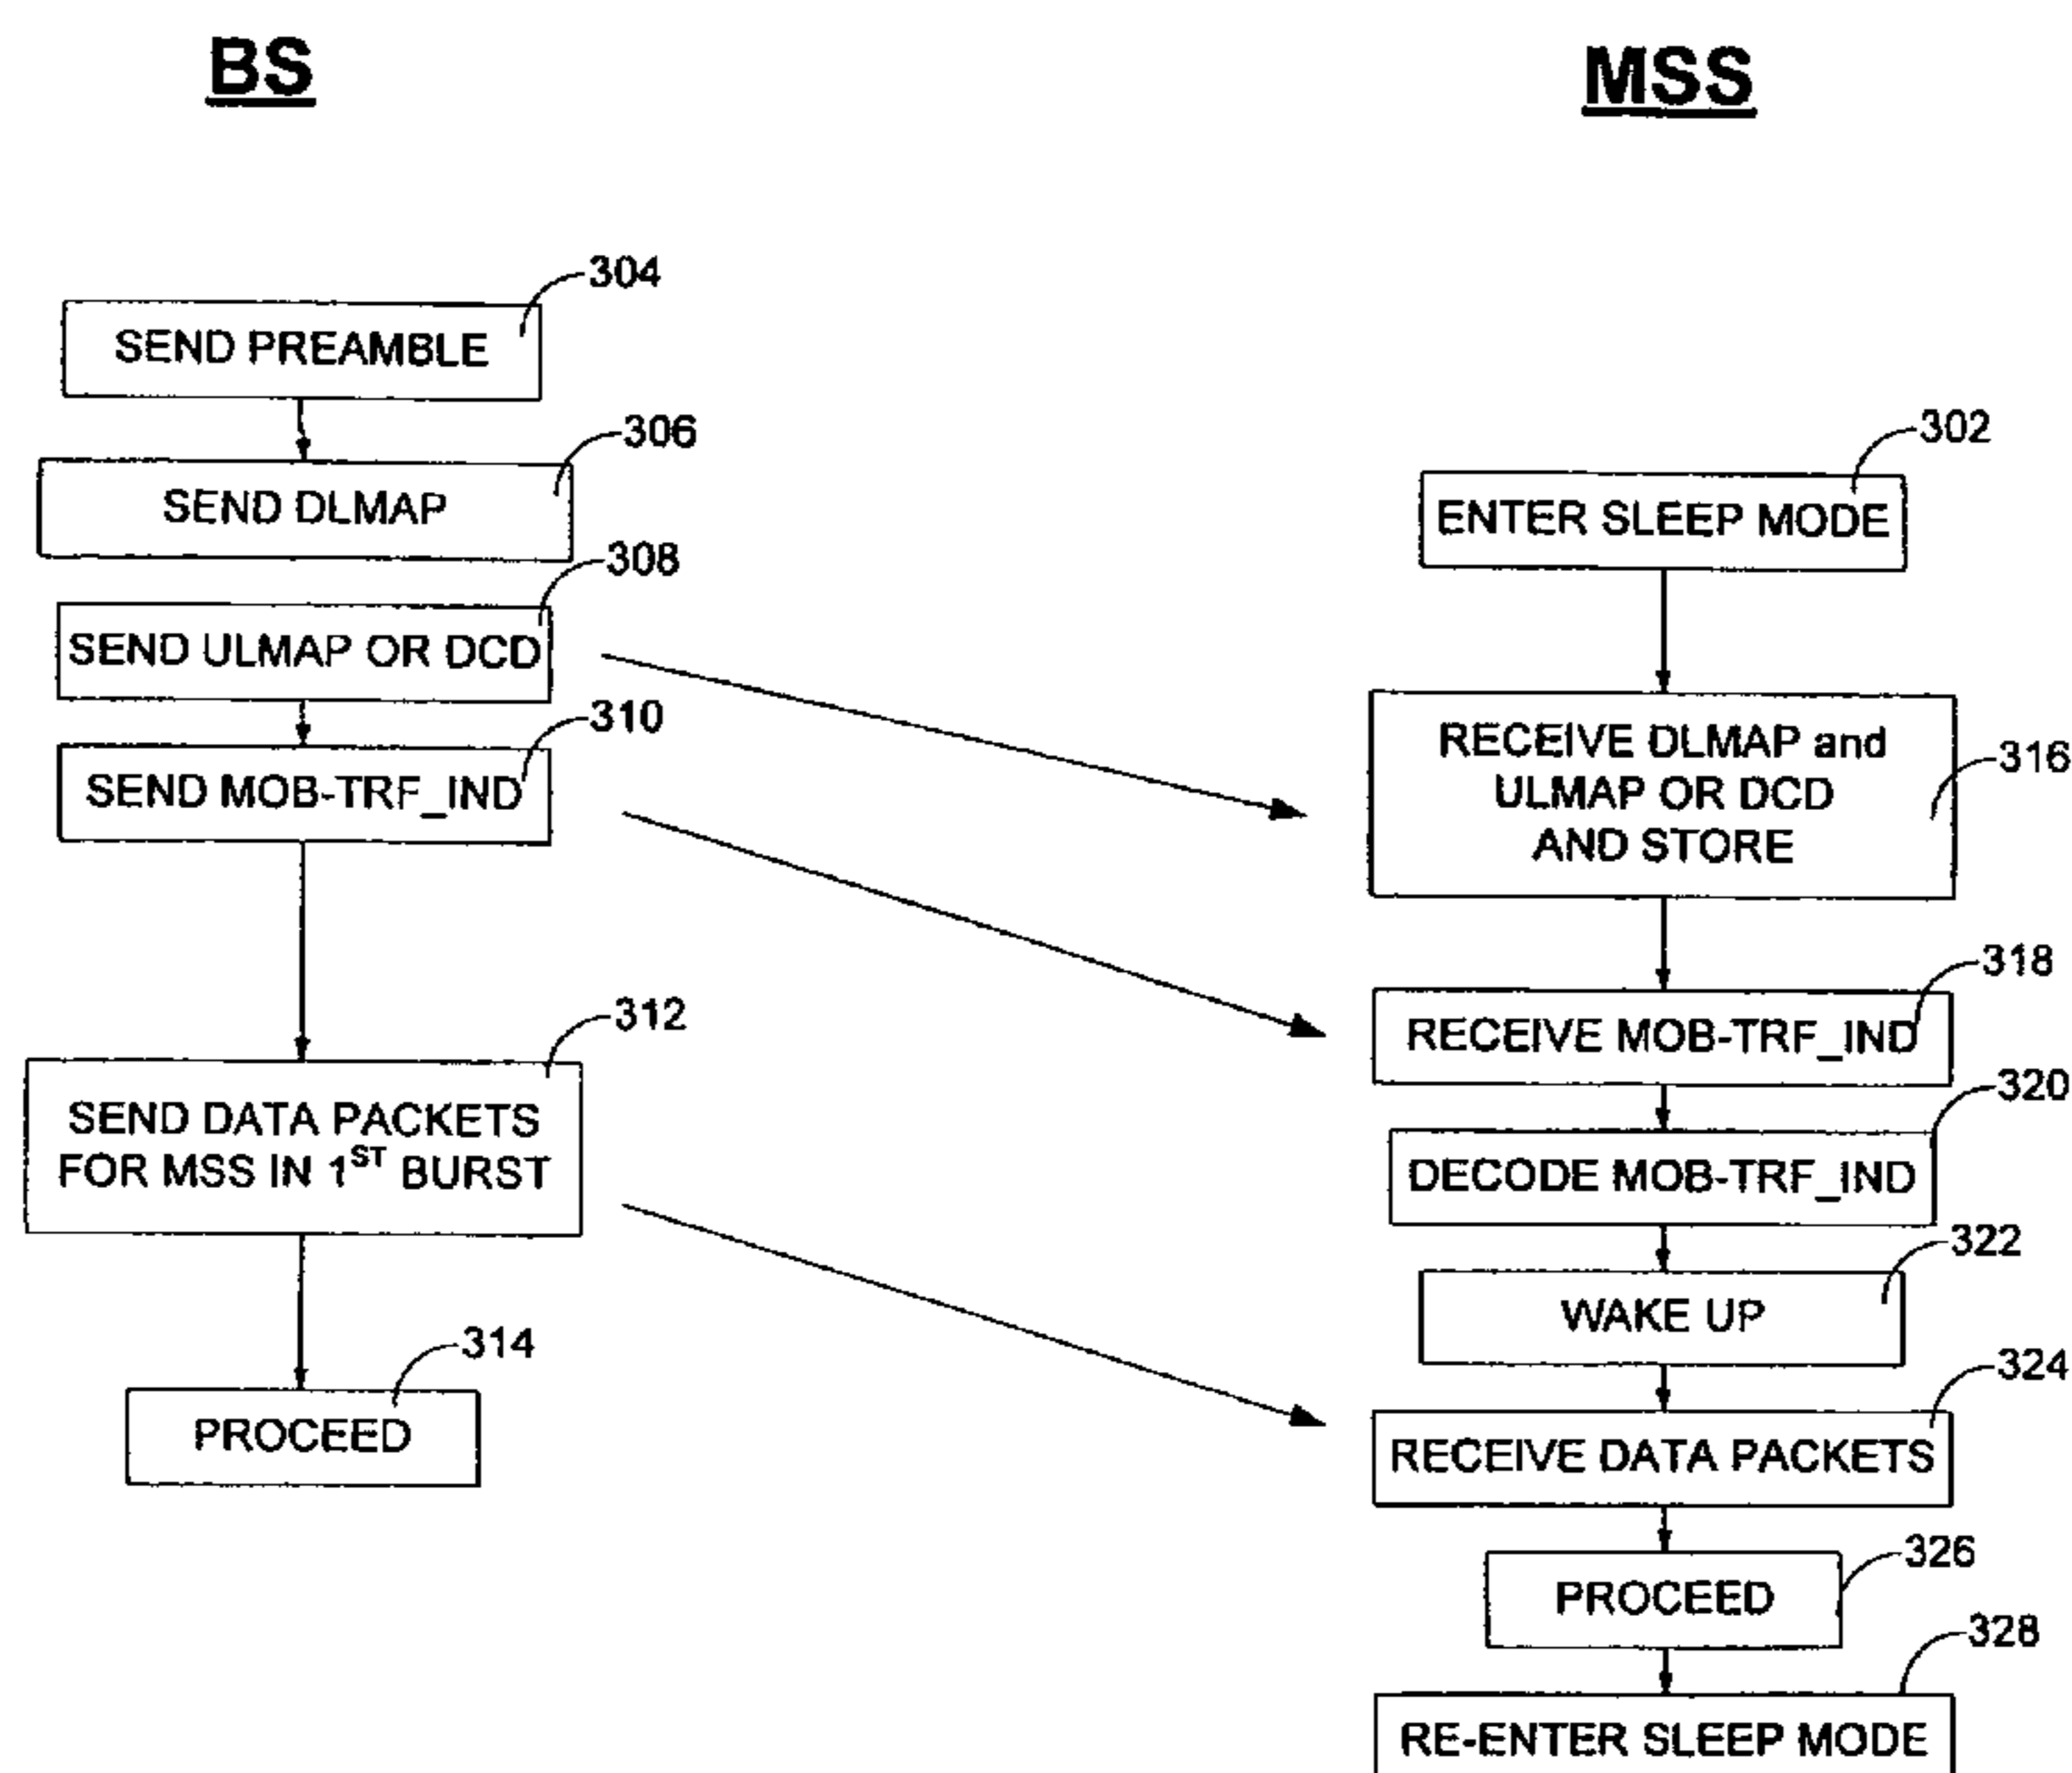 BS
MSS
304
SEND PREAMBLE
306
SEND DLMAP
308
SEND ULMAP OR DCD
310
SEND MOB-TRF_IND
312
SEND DATA PACKETS
FOR MSS IN 1ST BURST
314
PROCEED
302
ENTER SLEEP MODE
316
RECEIVE DLMAP and
ULMAP OR DCD
AND STORE
318
RECEIVE MOB-TRF_IND
320
DECODE MOB-TRF_IND
322
WAKE UP
324
RECEIVE DATA PACKETS
326
PROCEED
328
RE-ENTER SLEEP MODE